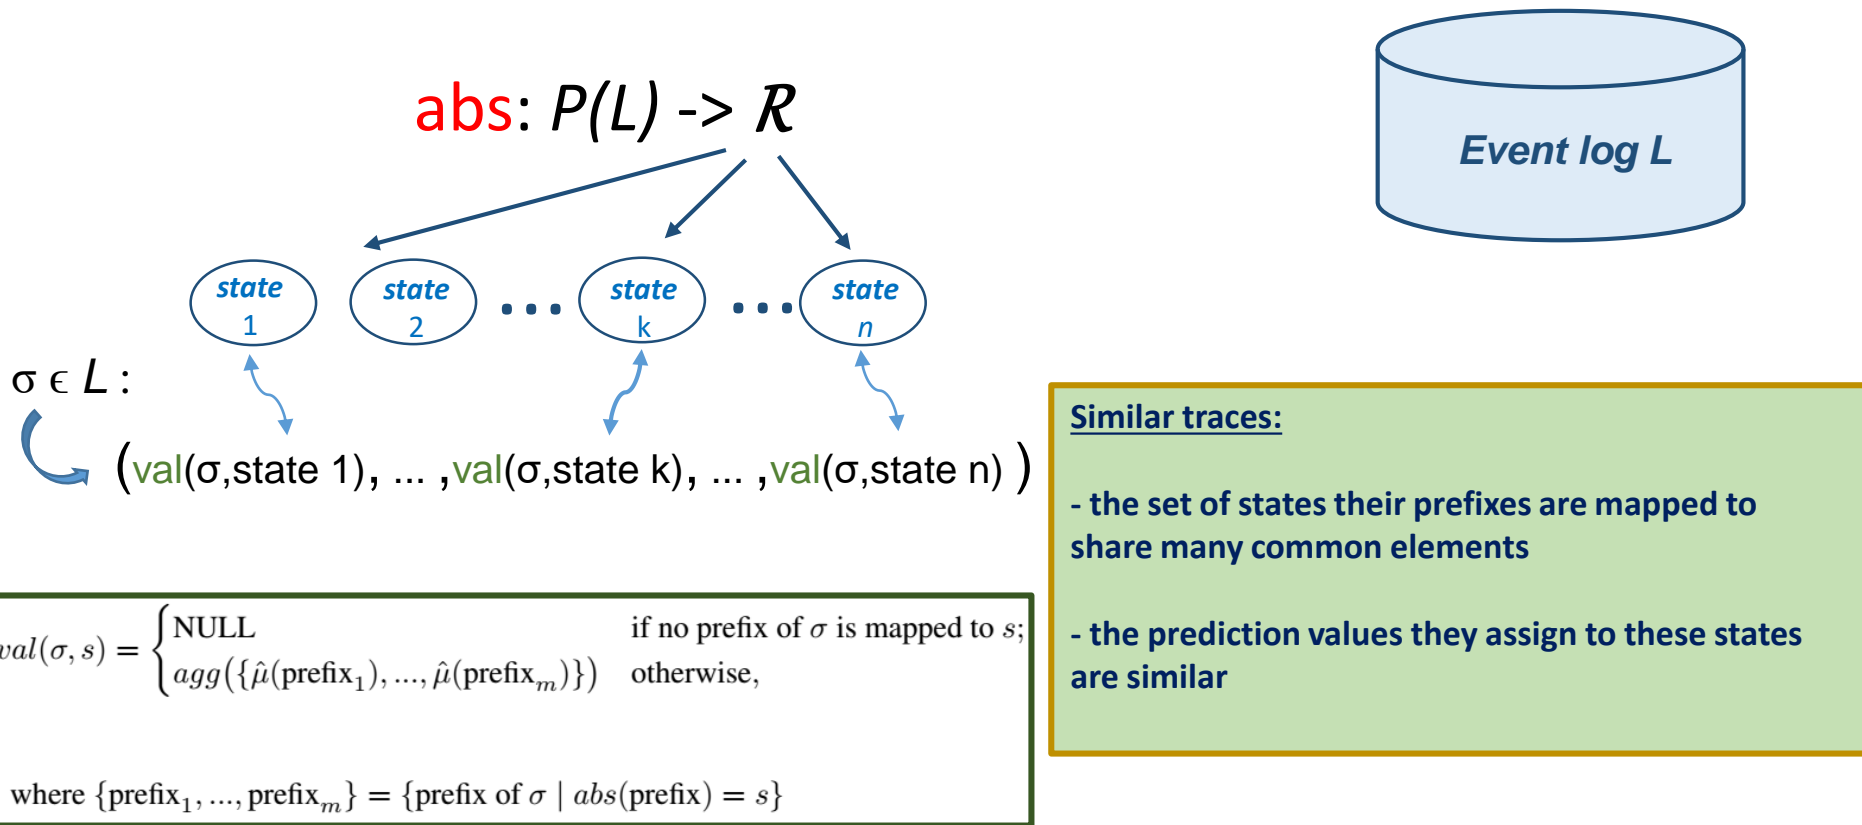 abs: P(L) -> R
Event log L
state
1
state
2
...
state
k
...
state
n
σ ϵ L :
(val(σ,state 1), ... ,val(σ,state k), ... ,val(σ,state n) )
Similar traces:
- the set of states their prefixes are mapped to
share many common elements
- the prediction values they assign to these states
are similar
val(σ, s) = { NULL if no prefix of σ is mapped to s;
agg({μ̂(prefix₁), ..., μ̂(prefixₘ)}) otherwise,
where {prefix₁, ..., prefixₘ} = {prefix of σ | abs(prefix) = s}